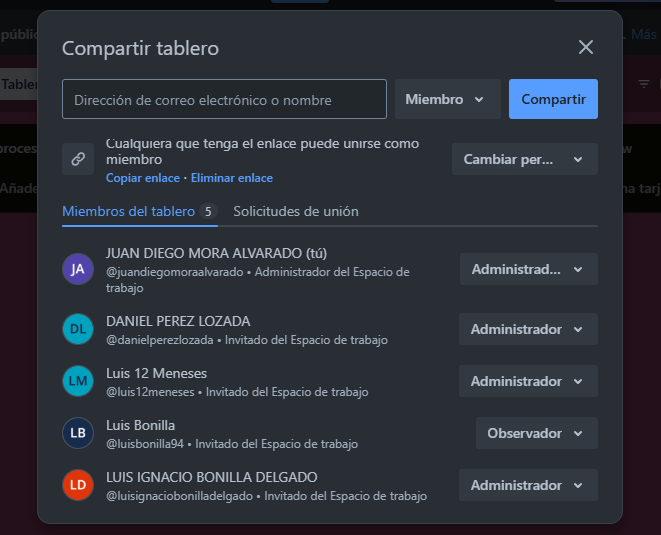 públic
Más
Tabler
Compartir tablero
Dirección de correo electrónico o nombre
Miembro
Compartir
Cualquiera que tenga el enlace puede unirse como
miembro
Copiar enlace • Eliminar enlace
Cambiar per...
Miembros del tablero 5
Solicitudes de unión
JA
JUAN DIEGO MORA ALVARADO (tú)
@juandiegomoraalvarado • Administrador del Espacio de
trabajo
Administrad...
DL
DANIEL PEREZ LOZADA
@danielperezlozada • Invitado del Espacio de trabajo
Administrador
LM
Luis 12 Meneses
@luis12meneses • Invitado del Espacio de trabajo
Administrador
LB
Luis Bonilla
@luisbonilla94 • Invitado del Espacio de trabajo
Observador
LD
LUIS IGNACIO BONILLA DELGADO
@luisignaciobonilladelgado • Invitado del Espacio de trabajo
Administrador
proces
w
Añade
na tarj